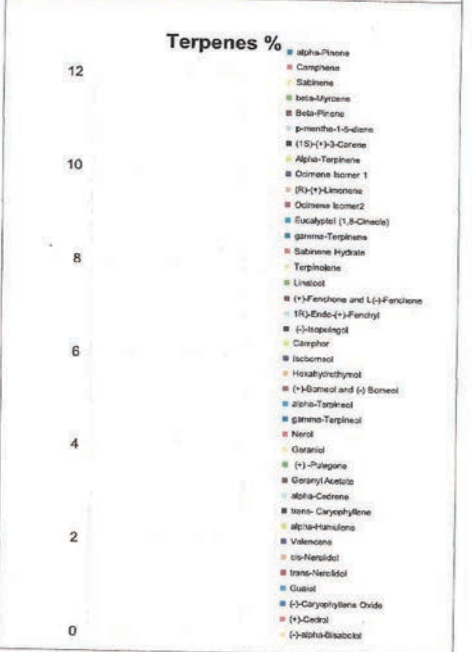 Terpenes %
12
10
8
6
4
2
0
alpha-Pinene
Camphene
Sabinene
beta-Myrcene
Beta-Pinene
p-mentha-1-5-diene
(1S)-(+)-3-Carene
Alpha-Terpinene
Ocimene Isomer 1
(R)-(+)-Limonene
Ocimene Isomer2
Eucalyptol (1,8-Cineole)
gamma-Terpinene
Sabinene Hydrate
Terpinolene
Linalool
(+)-Fenchone and L(-)-Fenchone
1R)-Endo-(+)-Fenchyl
(-)-Isopulegol
Camphor
Isoborneol
Hexahydrothymol
(+)-Borneol and (-) Borneol
alpha-Terpineol
gamma-Terpineol
Nerol
Geraniol
(+) -Pulegone
Geranyl Acetate
alpha-Cedrene
trans- Caryophyllene
alpha-Humulene
Valencene
cis-Nerolidol
trans-Nerolidol
Guaiol
(-)-Caryophyllene Oxide
(+)-Cedrol
(-)-alpha-Bisabolol